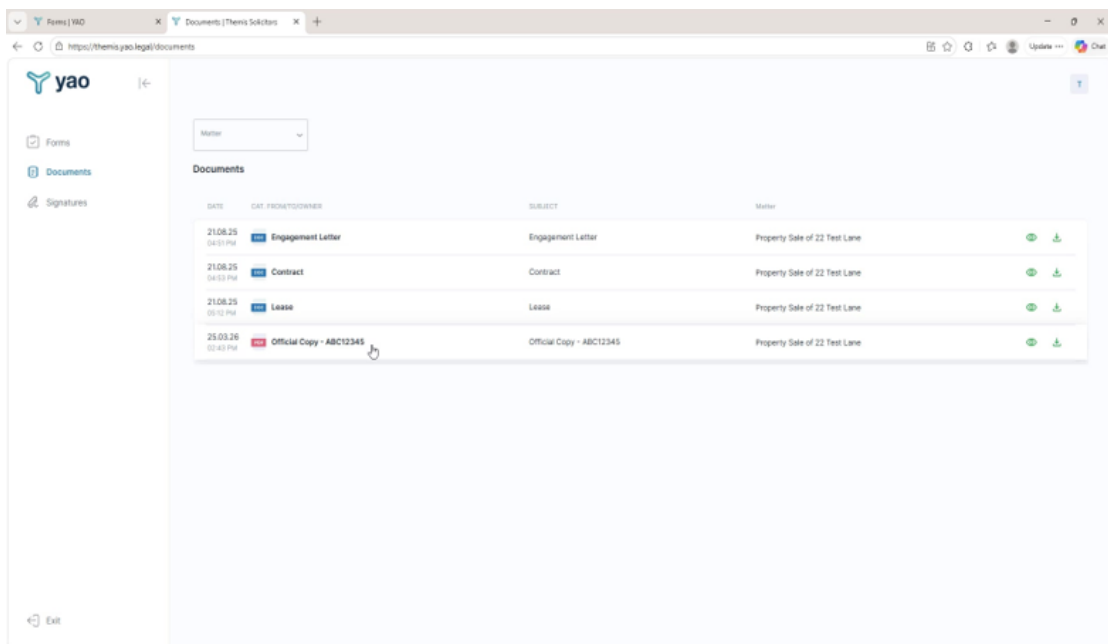 Forms | YAO
Documents | Themis Solicitors
https://themis.yao.legal/documents
Update
Chat
yao
T
Forms
Documents
Signatures
Matter
Documents
DATE CAT. FROM/TO/OWNER SUBJECT Matter
21.08.25 Engagement Letter Engagement Letter Property Sale of 22 Test Lane
04:51 PM
21.08.25 Contract Contract Property Sale of 22 Test Lane
04:53 PM
21.08.25 Lease Lease Property Sale of 22 Test Lane
05:12 PM
25.03.26 Official Copy - ABC12345 Official Copy - ABC12345 Property Sale of 22 Test Lane
02:43 PM
Exit